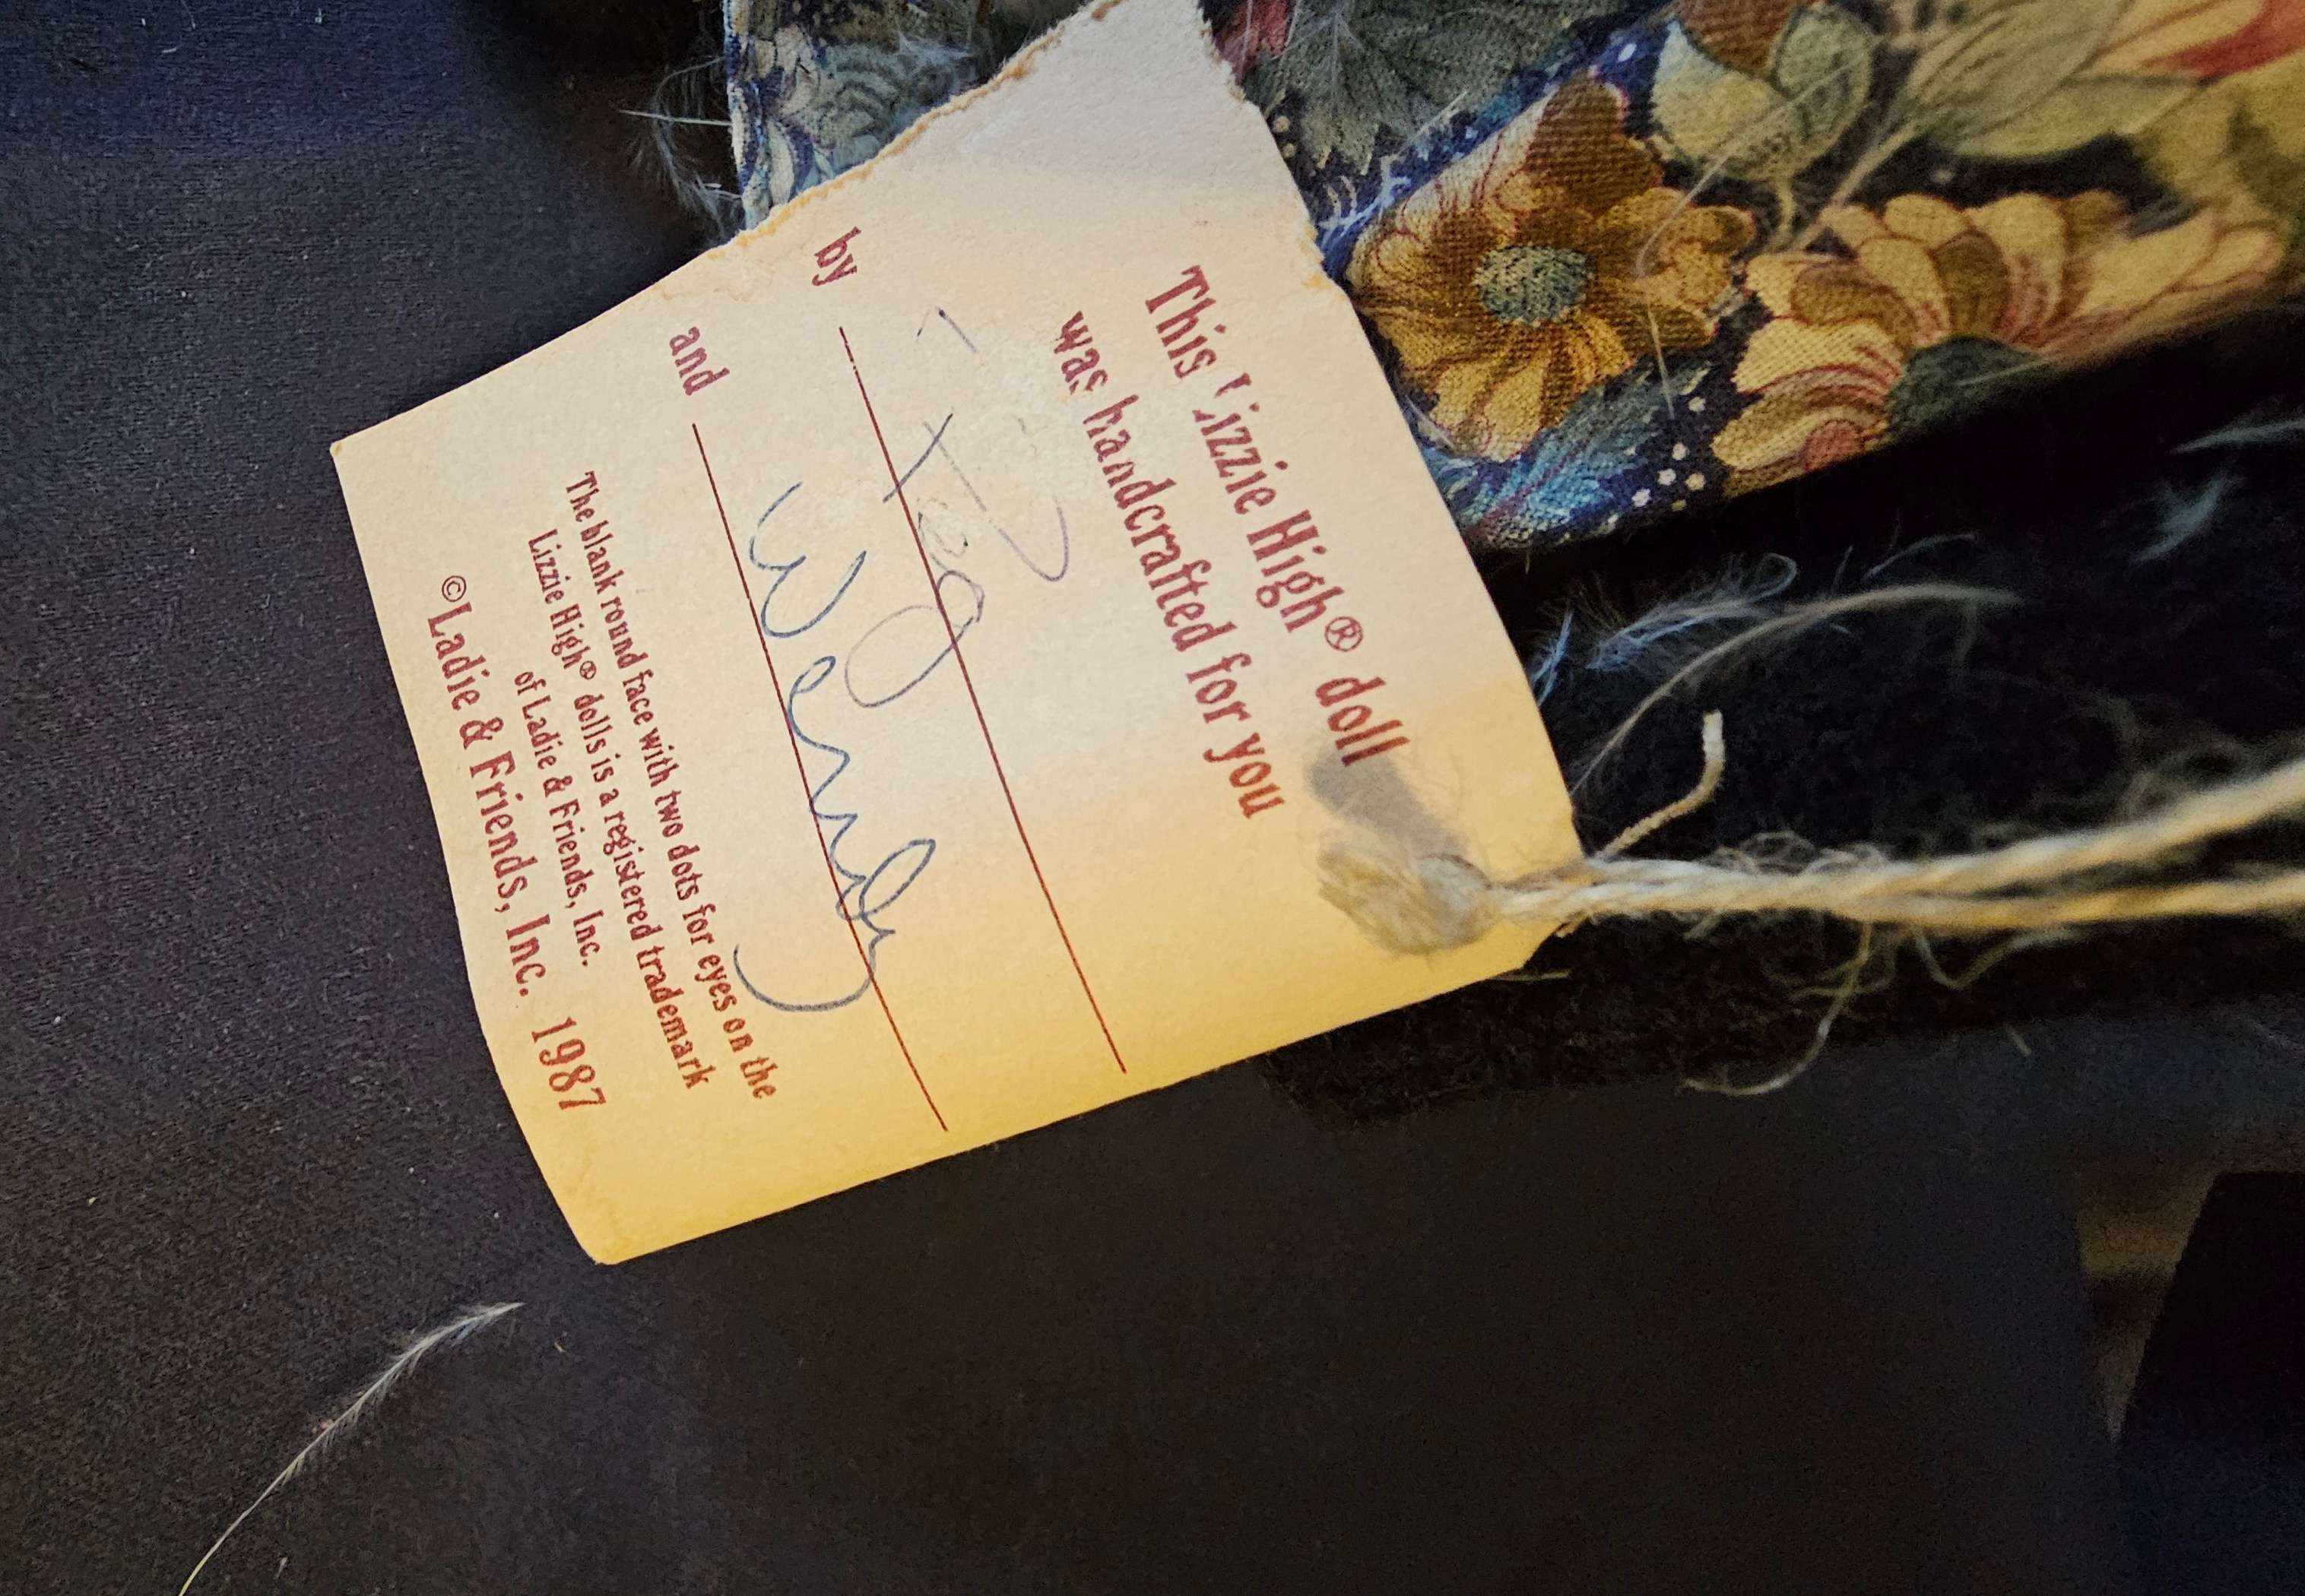 This Lizzie High® doll
was handcrafted for you
by Peg
and Wendy
The blank round face with two dots for eyes on the
Lizzie High® dolls is a registered trademark
of Ladie & Friends, Inc.
©Ladie & Friends, Inc. 1987